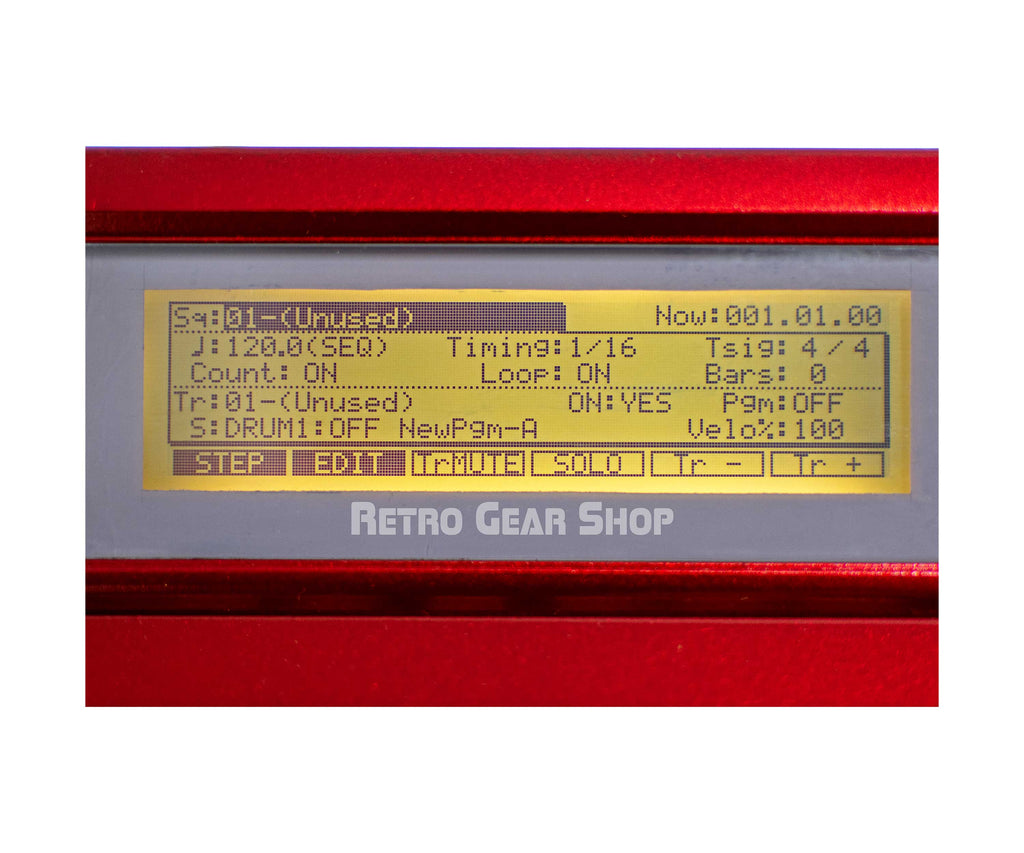 Sq:01-(Unused) Now:001.01.00
♩:120.0(SEQ) Timing:1/16 Tsig: 4 / 4
Count: ON Loop: ON Bars: 0
Tr:01-(Unused) ON:YES Pgm:OFF
S:DRUM1:OFF NewPgm-A Velo%:100
STEP EDIT TrMUTE SOLO Tr - Tr +
RETRO GEAR SHOP